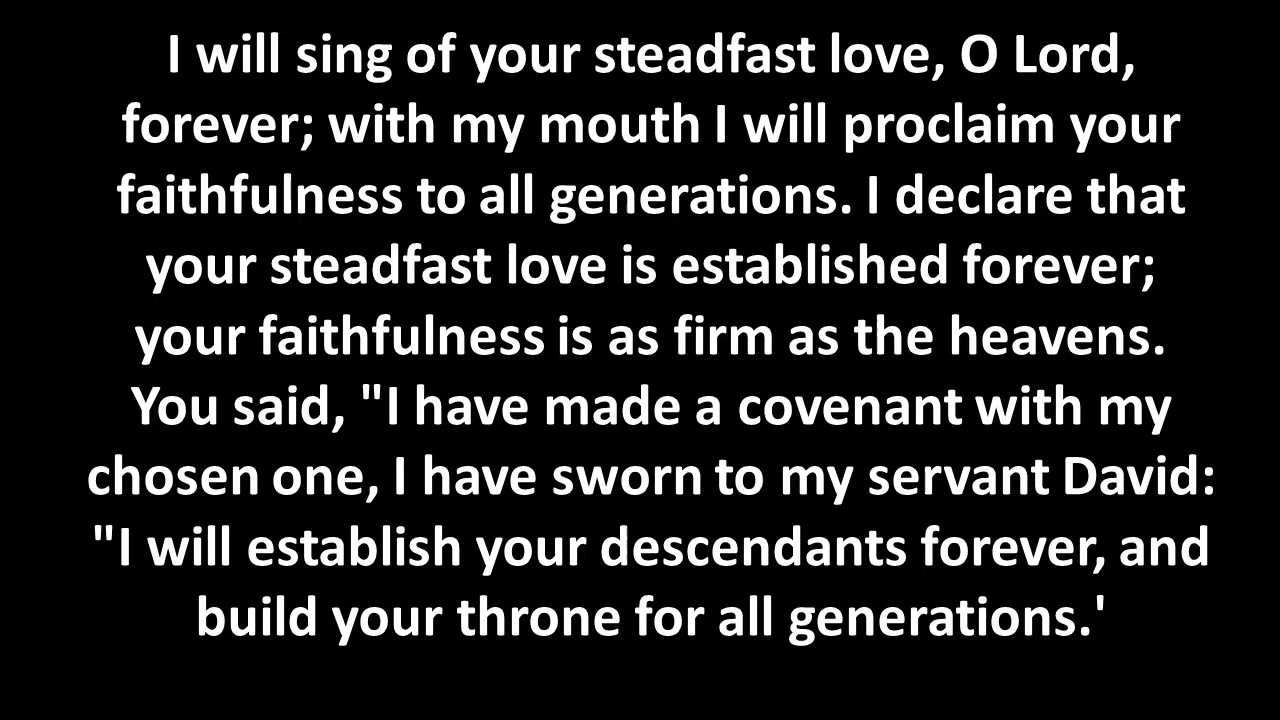 I will sing of your steadfast love, O Lord,
forever; with my mouth I will proclaim your
faithfulness to all generations. I declare that
your steadfast love is established forever;
your faithfulness is as firm as the heavens.
You said, "I have made a covenant with my
chosen one, I have sworn to my servant David:
"I will establish your descendants forever, and
build your throne for all generations.'